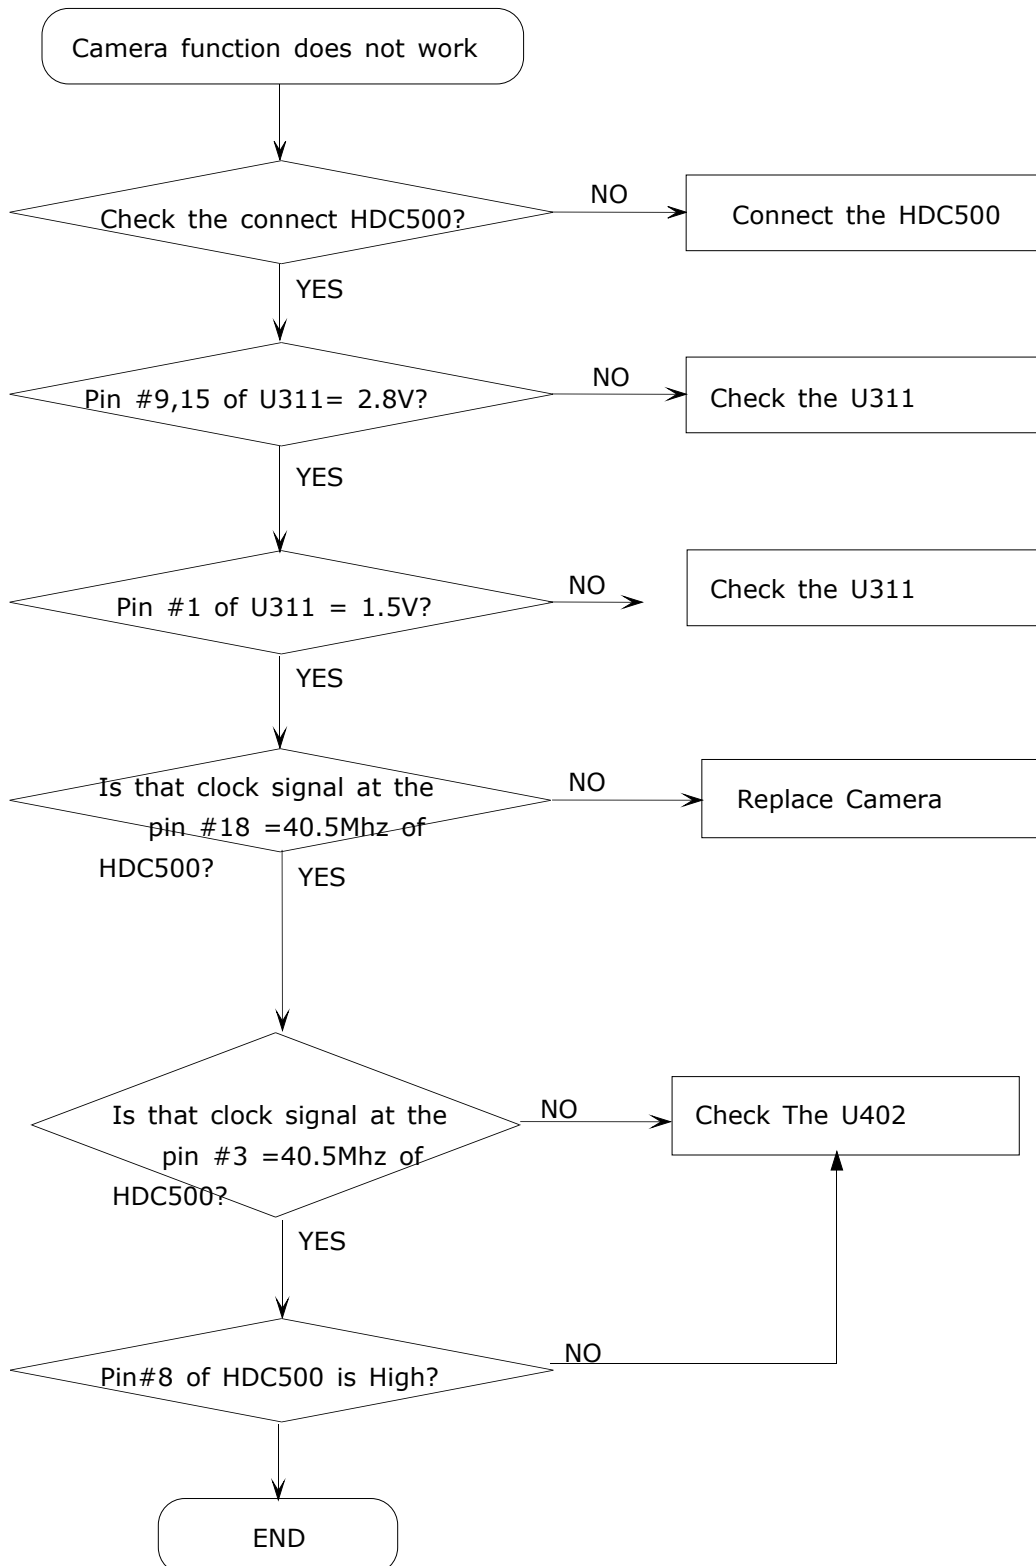 Camera function does not work
Check the connect HDC500?
NO
Connect the HDC500
YES
Pin #9,15 of U311= 2.8V?
NO
Check the U311
YES
Pin #1 of U311 = 1.5V?
NO
Check the U311
YES
Is that clock signal at the
pin #18 =40.5Mhz of
HDC500?
NO
Replace Camera
YES
Is that clock signal at the
pin #3 =40.5Mhz of
HDC500?
NO
Check The U402
YES
Pin#8 of HDC500 is High?
NO
END